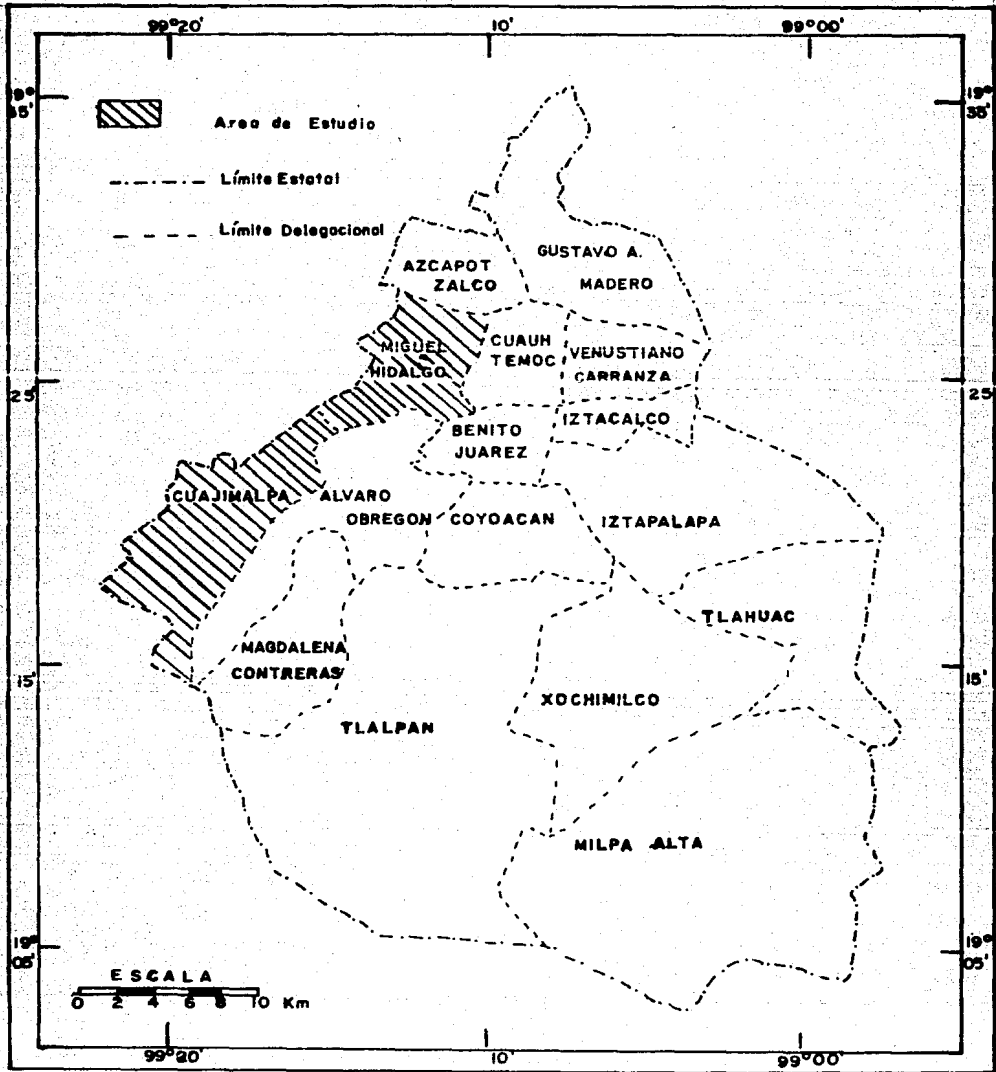 99°20'
10'
99°00'
19°
35'
19°
35'
Area de Estudio
Límite Estatal
Límite Delegacional
GUSTAVO A.
MADERO
AZCAPOT
ZALCO
MIGUEL
HIDALGO
CUAUH
TEMOC
VENUSTIANO
CARRANZA
25'
25'
IZTACALCO
BENITO
JUAREZ
CUAJIMALPA
ALVARO
OBREGON
COYOACAN
IZTAPALAPA
TLAHUAC
MAGDALENA
CONTRERAS
15'
15'
XOCHIMILCO
TLALPAN
MILPA ALTA
19°
05'
19°
05'
ESCALA
0 2 4 6 8 10 Km
99°20'
10'
99°00'